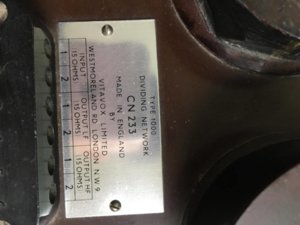 TYPE 1000
DIVIDING NETWORK
CN 233
MADE IN ENGLAND
BY
VITAVOX LIMITED
WESTMORELAND RD. LONDON N.W.9.
INPUT OUTPUT LF OUTPUT HF
15 OHMS 15 OHMS 15 OHMS
1 2 1 2 1 2